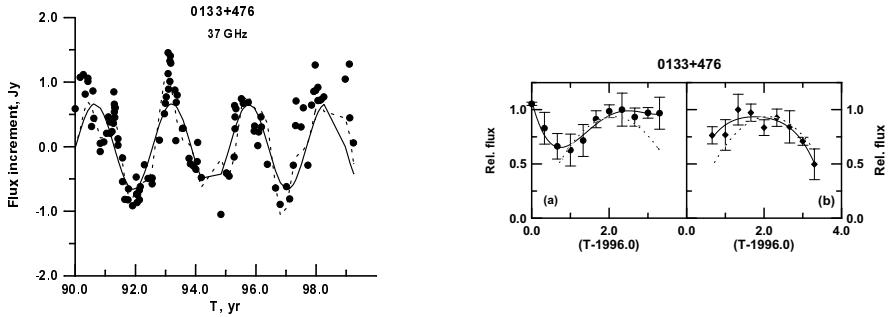 0133+476
37 GHz
Flux increment, Jy
2.0
1.0
0.0
-1.0
-2.0
90.0 92.0 94.0 96.0 98.0
T, yr
0133+476
Rel. flux
1.0
0.5
0.0
(a)
(b)
1.0
0.5
0.0
Rel. flux
0.0 2.0 0.0 2.0 4.0
(T-1996.0) (T-1996.0)